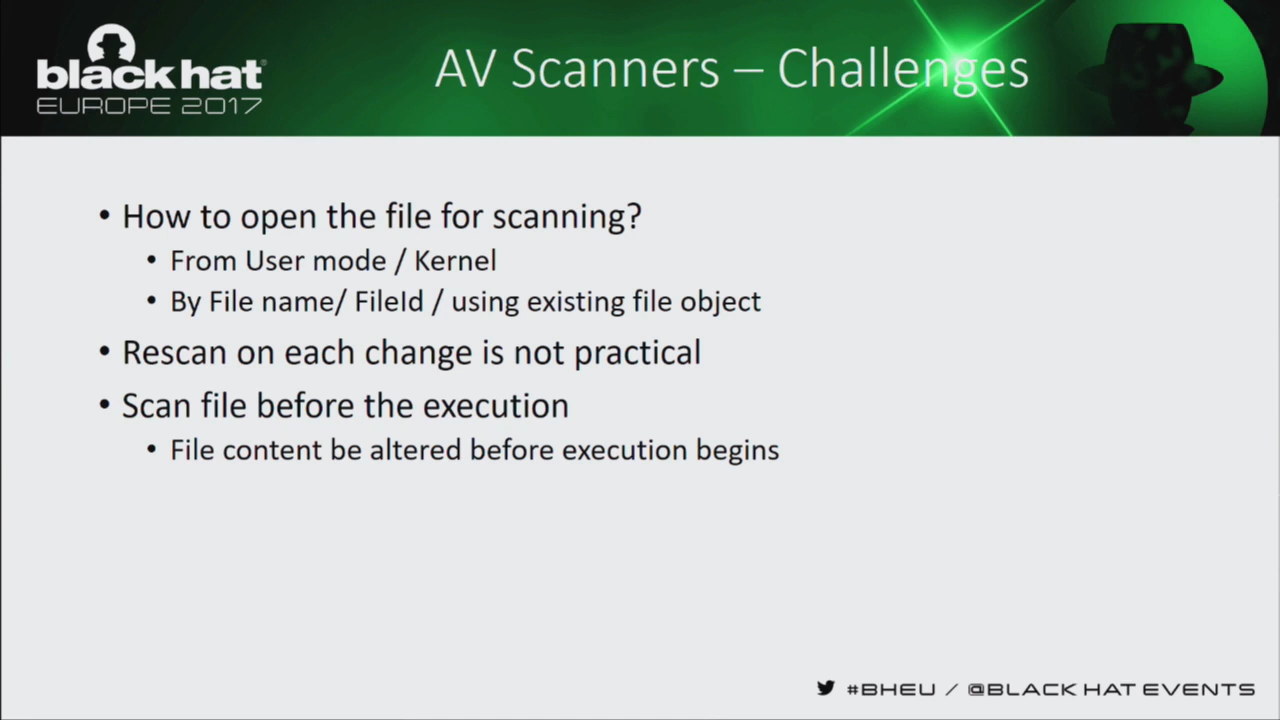 black hat
EUROPE 2017
AV Scanners – Challenges
• How to open the file for scanning?
• From User mode / Kernel
• By File name/ FileId / using existing file object
• Rescan on each change is not practical
• Scan file before the execution
• File content be altered before execution begins
#BHEU / @BLACK HAT EVENTS